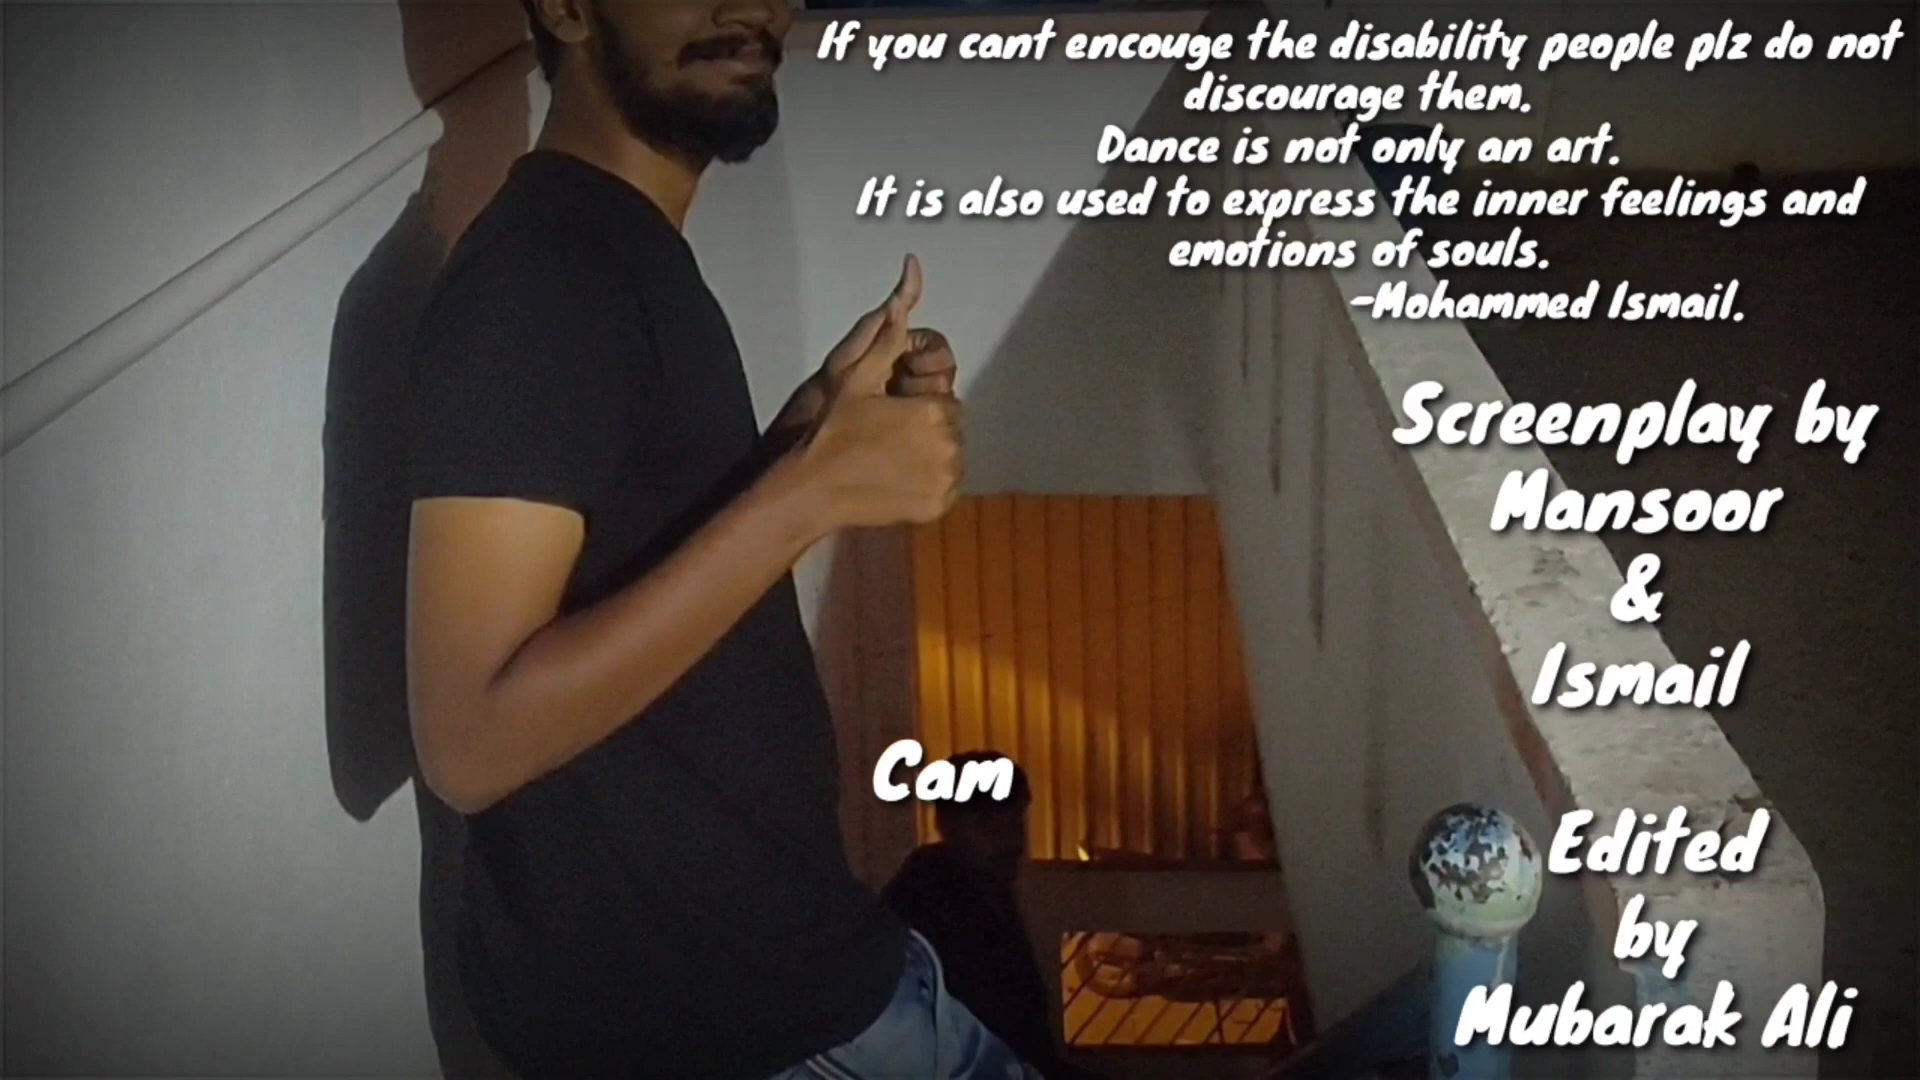 If you cant encouge the disability people plz do not
discourage them.
Dance is not only an art.
It is also used to express the inner feelings and
emotions of souls.
-Mohammed Ismail.
Screenplay by
Mansoor
&
Ismail
Cam
Edited
by
Mubarak Ali